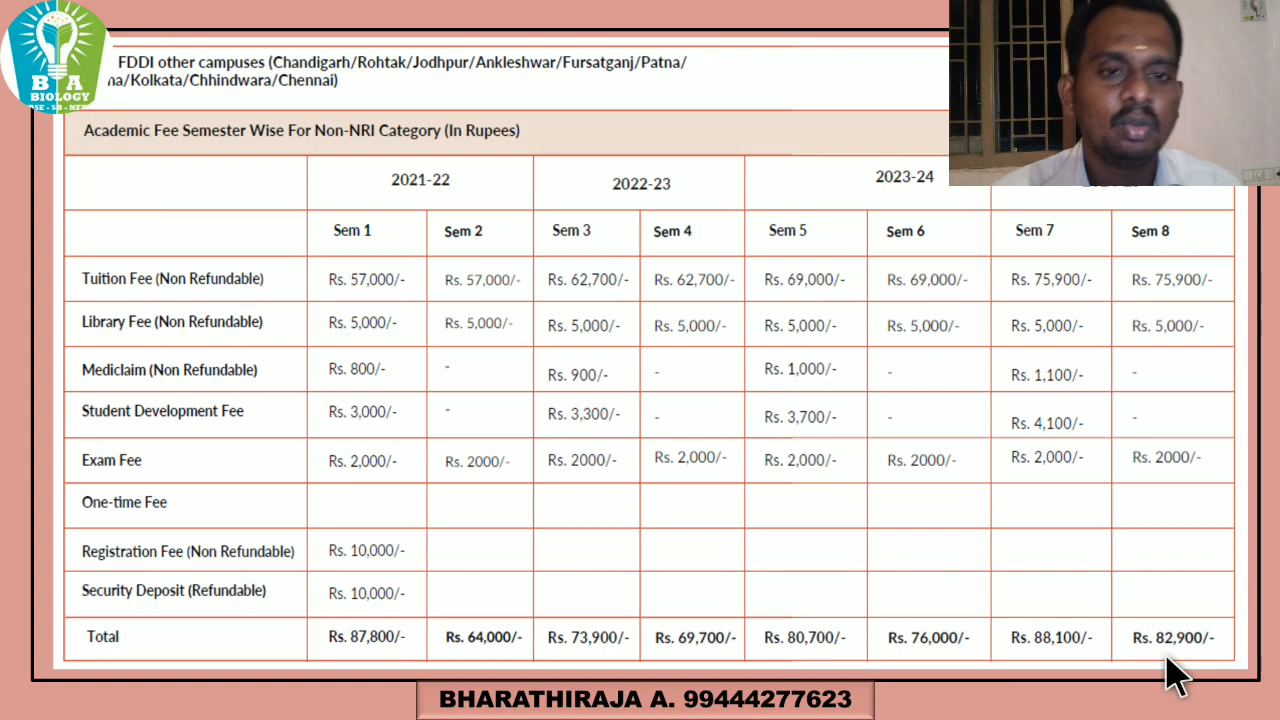 B A
BIOLOGY
FDDI other campuses (Chandigarh/Rohtak/Jodhpur/Ankleshwar/Fursatganj/Patna/
/Kolkata/Chhindwara/Chennai)
Academic Fee Semester Wise For Non-NRI Category (In Rupees)
2021-22 2022-23 2023-24
Sem 1 Sem 2 Sem 3 Sem 4 Sem 5 Sem 6 Sem 7 Sem 8
Tuition Fee (Non Refundable) Rs. 57,000/- Rs. 57,000/- Rs. 62,700/- Rs. 62,700/- Rs. 69,000/- Rs. 69,000/- Rs. 75,900/- Rs. 75,900/-
Library Fee (Non Refundable) Rs. 5,000/- Rs. 5,000/- Rs. 5,000/- Rs. 5,000/- Rs. 5,000/- Rs. 5,000/- Rs. 5,000/- Rs. 5,000/-
Mediclaim (Non Refundable) Rs. 800/- - Rs. 900/- - Rs. 1,000/- - Rs. 1,100/- -
Student Development Fee Rs. 3,000/- - Rs. 3,300/- - Rs. 3,700/- - Rs. 4,100/- -
Exam Fee Rs. 2,000/- Rs. 2000/- Rs. 2000/- Rs. 2,000/- Rs. 2,000/- Rs. 2000/- Rs. 2,000/- Rs. 2000/-
One-time Fee
Registration Fee (Non Refundable) Rs. 10,000/-
Security Deposit (Refundable) Rs. 10,000/-
Total Rs. 87,800/- Rs. 64,000/- Rs. 73,900/- Rs. 69,700/- Rs. 80,700/- Rs. 76,000/- Rs. 88,100/- Rs. 82,900/-
BHARATHIRAJA A. 99444277623